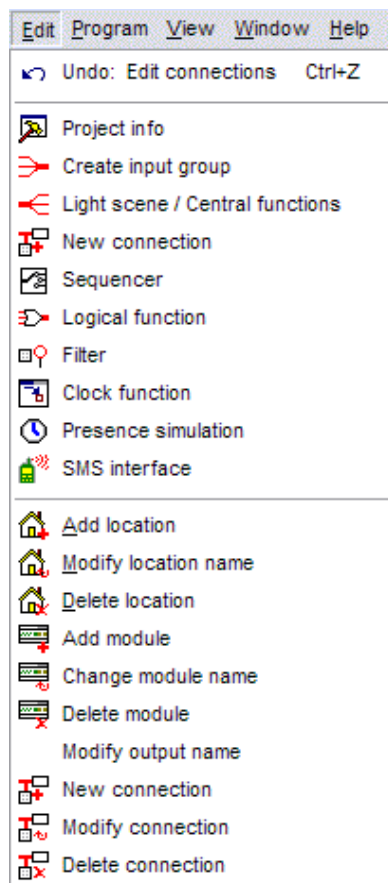 Edit Program View Window Help
Undo: Edit connections Ctrl+Z
Project info
Create input group
Light scene / Central functions
New connection
Sequencer
Logical function
Filter
Clock function
Presence simulation
SMS interface
Add location
Modify location name
Delete location
Add module
Change module name
Delete module
Modify output name
New connection
Modify connection
Delete connection